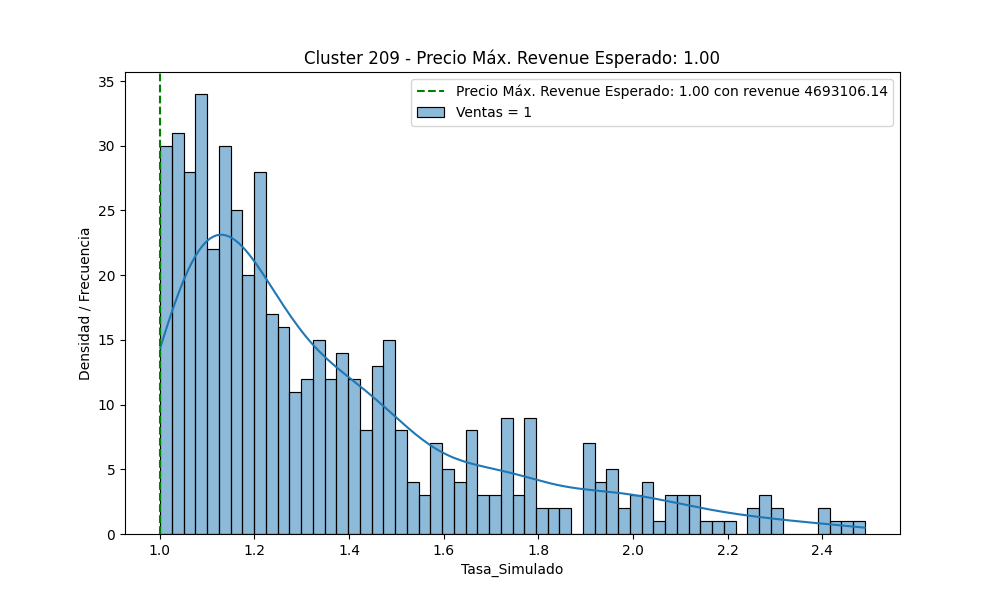 Cluster 209 - Precio Máx. Revenue Esperado: 1.00
Precio Máx. Revenue Esperado: 1.00 con revenue 4693106.14
Ventas = 1
Densidad / Frecuencia
35
30
25
20
15
10
5
0
1.0 1.2 1.4 1.6 1.8 2.0 2.2 2.4
Tasa_Simulado